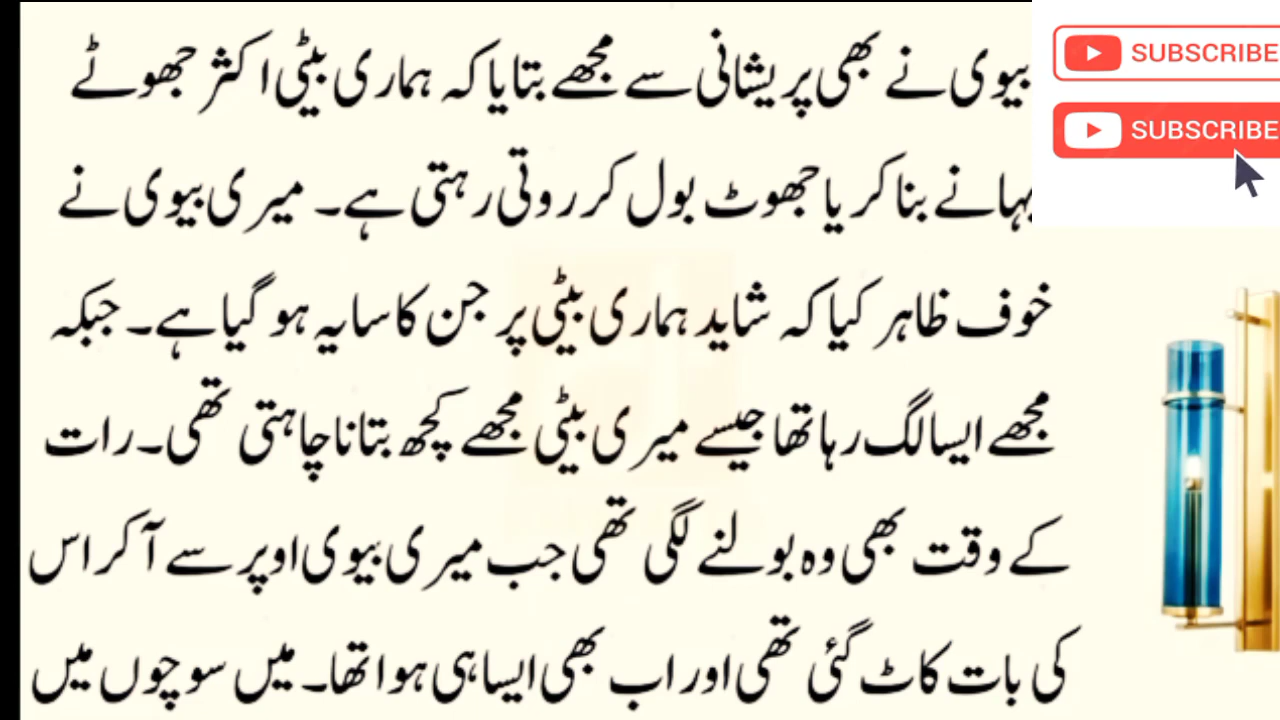 بیوی نے بھی پریشانی سے مجھے بتایا کہ ہماری بیٹی اکثر جھوٹے
بہانے بنا کر یا جھوٹ بول کر روتی رہتی ہے۔ میری بیوی نے
خوف ظاہر کیا کہ شاید ہماری بیٹی پر جن کا سایہ ہو گیا ہے۔ جبکہ
مجھے ایسا لگ رہا تھا جیسے میری بیٹی مجھے کچھ بتانا چاہتی تھی۔ رات
کے وقت بھی وہ بولنے لگی تھی جب میری بیوی اوپر سے آکر اس
کی بات کاٹ گئی تھی اور اب بھی ایسا ہی ہوا تھا۔ میں سوچوں میں
SUBSCRIBE
SUBSCRIBE